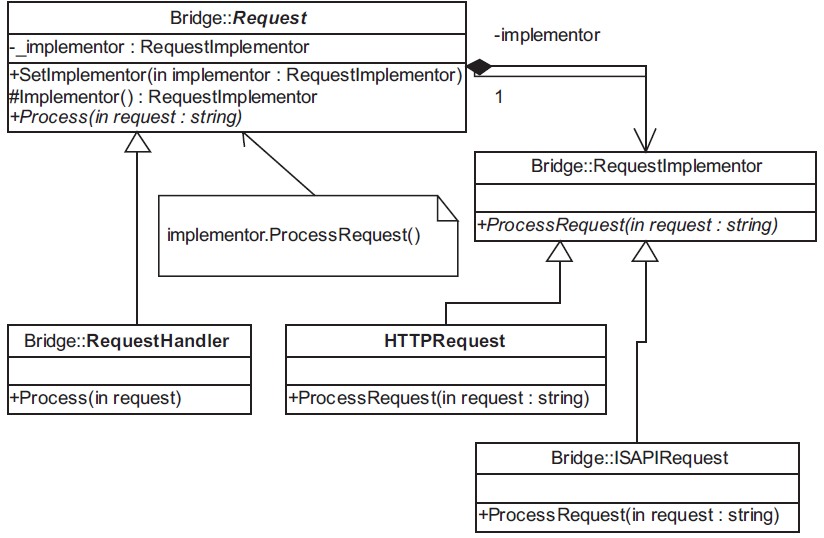 Bridge::Request
-_implementor : RequestImplementor
+SetImplementor(in implementor : RequestImplementor)
#Implementor() : RequestImplementor
+Process(in request : string)
-implementor
1
Bridge::RequestImplementor
+ProcessRequest(in request : string)
implementor.ProcessRequest()
Bridge::RequestHandler
+Process(in request)
HTTPRequest
+ProcessRequest(in request : string)
Bridge::ISAPIRequest
+ProcessRequest(in request : string)